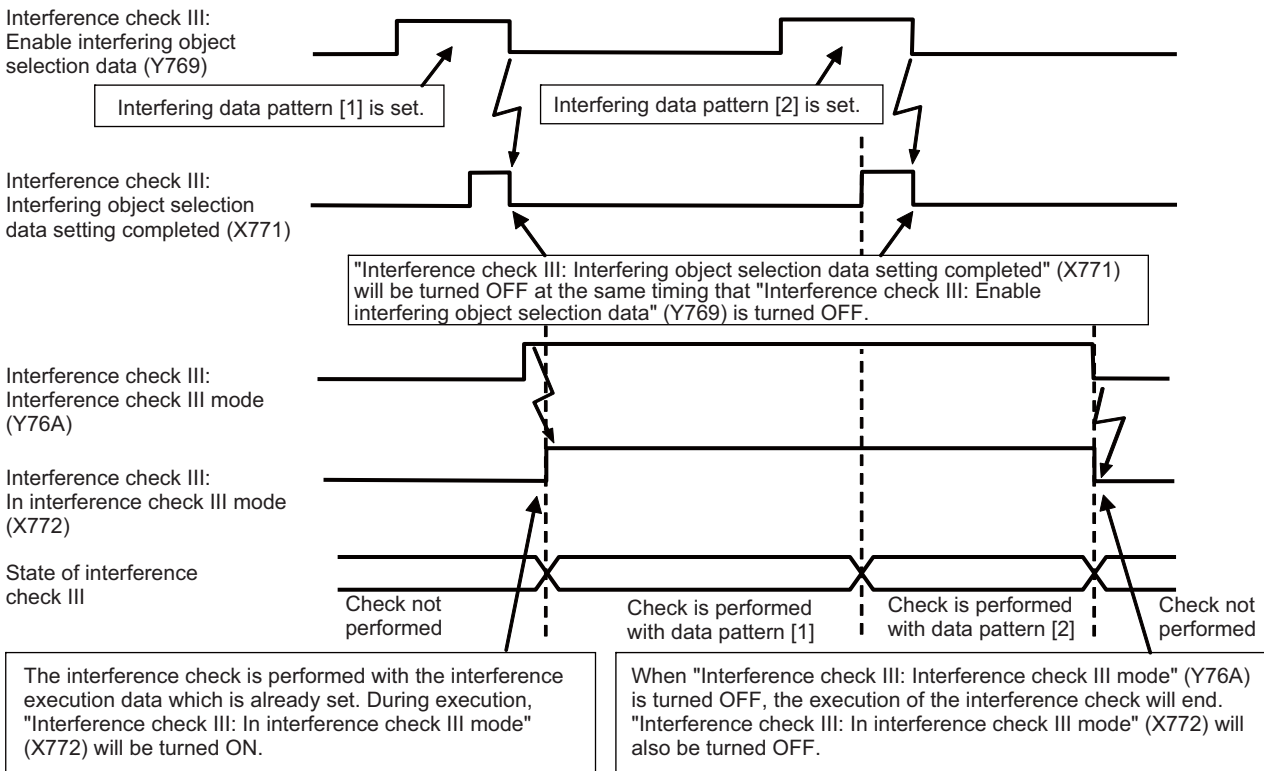 Interference check III:
Enable interfering object
selection data (Y769)
Interfering data pattern [1] is set.
Interfering data pattern [2] is set.
Interference check III:
Interfering object selection
data setting completed (X771)
"Interference check III: Interfering object selection data setting completed" (X771)
will be turned OFF at the same timing that "Interference check III: Enable
interfering object selection data" (Y769) is turned OFF.
Interference check III:
Interference check III mode
(Y76A)
Interference check III:
In interference check III mode
(X772)
State of interference
check III
Check not
performed
Check is performed
with data pattern [1]
Check is performed
with data pattern [2]
Check not
performed
The interference check is performed with the interference
execution data which is already set. During execution,
"Interference check III: In interference check III mode"
(X772) will be turned ON.
When "Interference check III: Interference check III mode" (Y76A)
is turned OFF, the execution of the interference check will end.
"Interference check III: In interference check III mode" (X772) will
also be turned OFF.